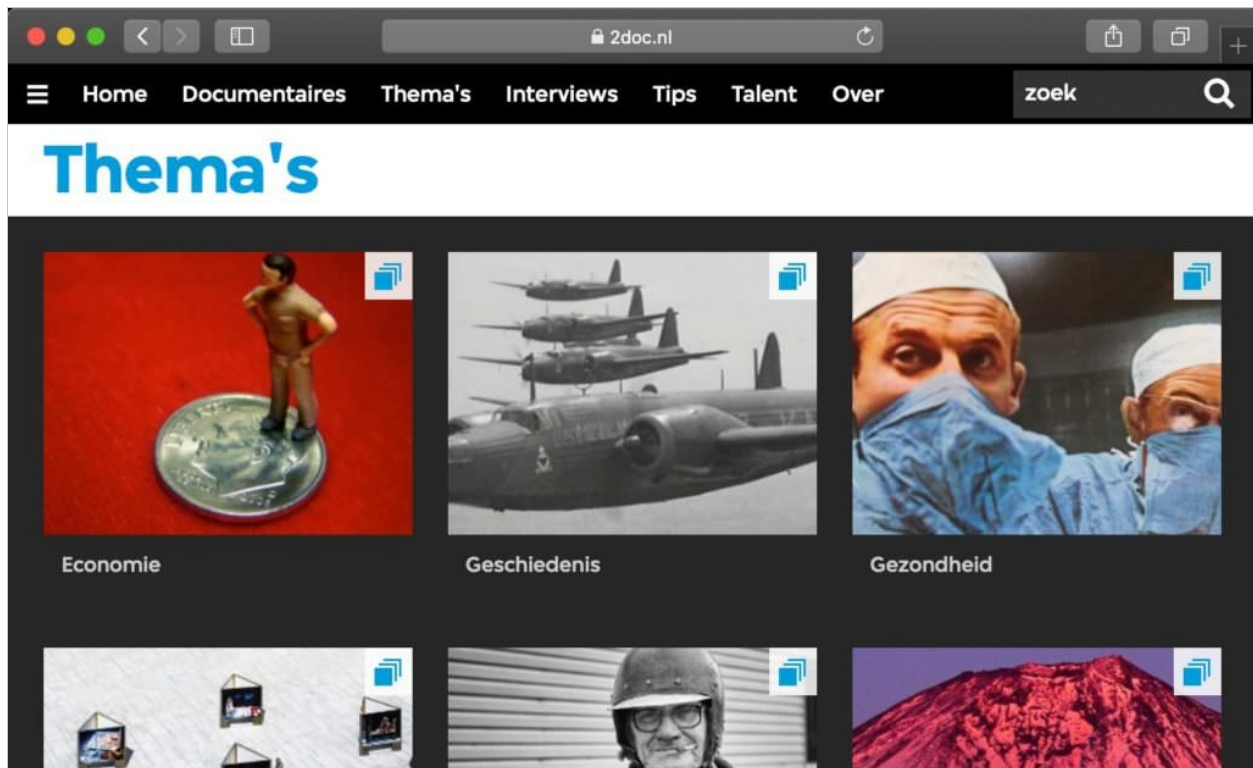 2doc.nl
Home Documentaires Thema's Interviews Tips Talent Over zoek
Thema's
Economie Geschiedenis Gezondheid